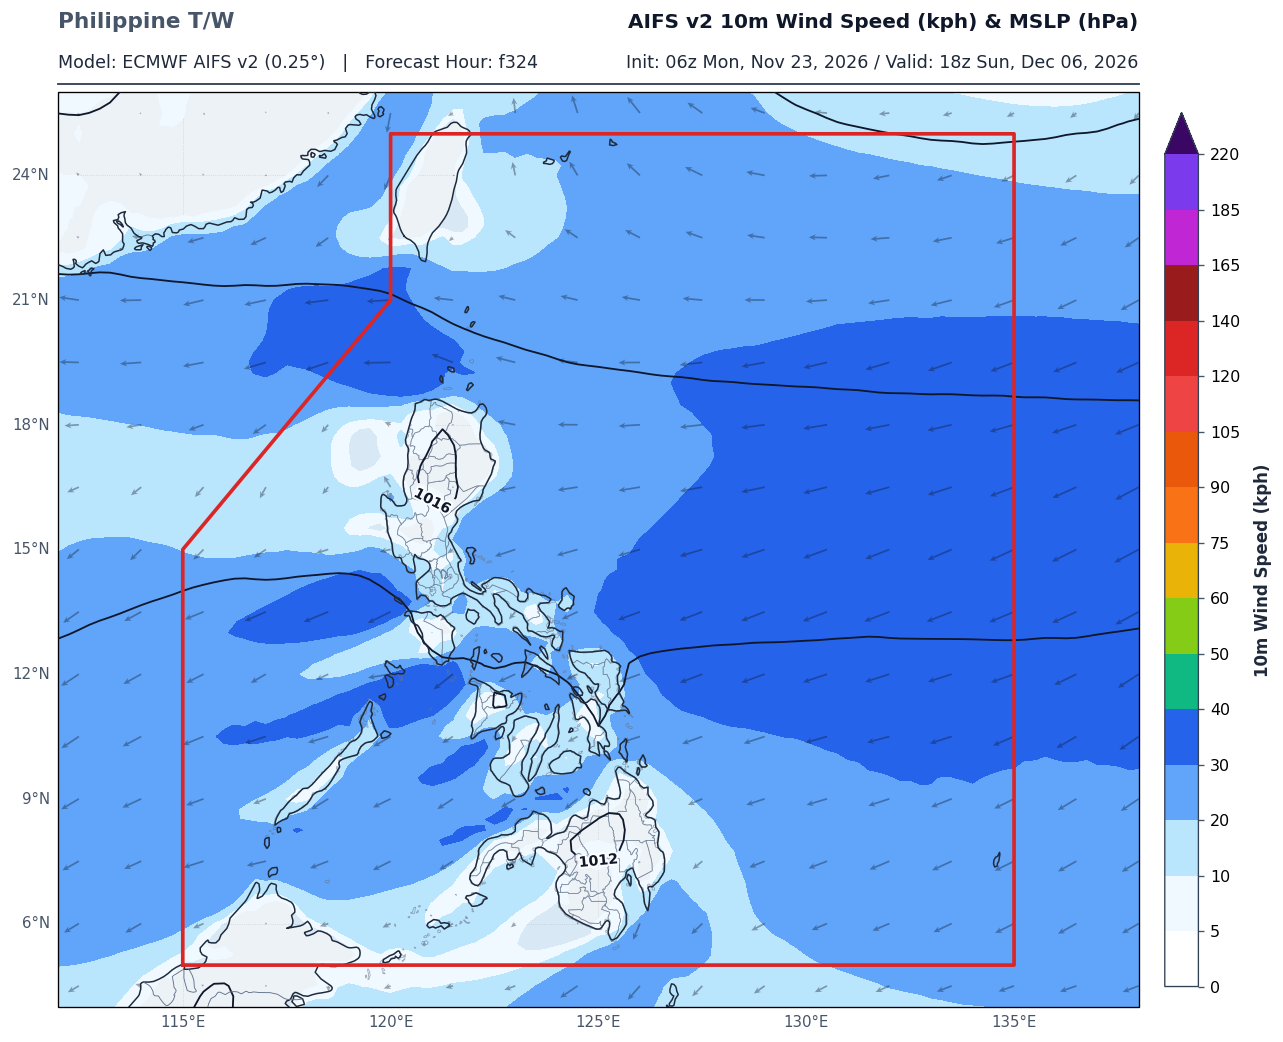 Philippine T/W
AIFS v2 10m Wind Speed (kph) & MSLP (hPa)
Model: ECMWF AIFS v2 (0.25°) | Forecast Hour: f324
Init: 06z Mon, Nov 23, 2026 / Valid: 18z Sun, Dec 06, 2026
24°N
21°N
18°N
15°N
12°N
9°N
6°N
1016
1012
115°E
120°E
125°E
130°E
135°E
220
185
165
140
120
105
90
75
60
50
40
30
20
10
5
0
10m Wind Speed (kph)